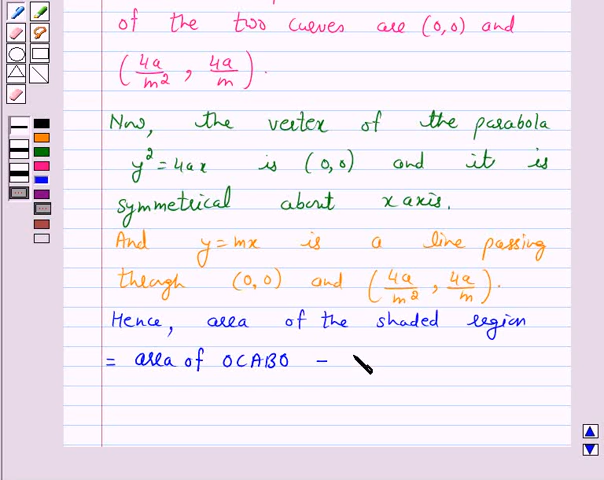 of the two curves are (0,0) and
(4a/m², 4a/m).
Now, the vertex of the parabola
y² = 4ax is (0,0) and it is
symmetrical about x axis.
And y = mx is a line passing
through (0,0) and (4a/m², 4a/m).
Hence, area of the shaded region
= area of OCABO –